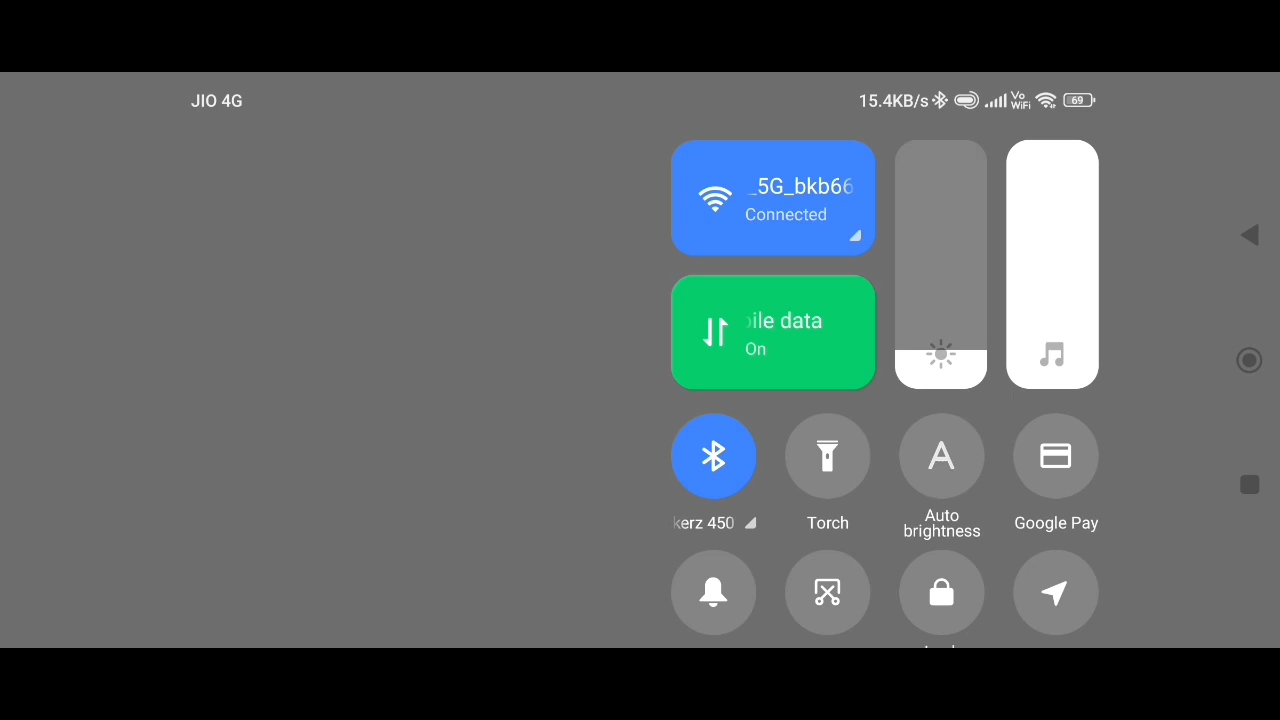 JIO 4G
15.4KB/s
Vo
WiFi
69
_5G_bkb66
Connected
ile data
On
kerz 450
Torch
Auto
brightness
Google Pay